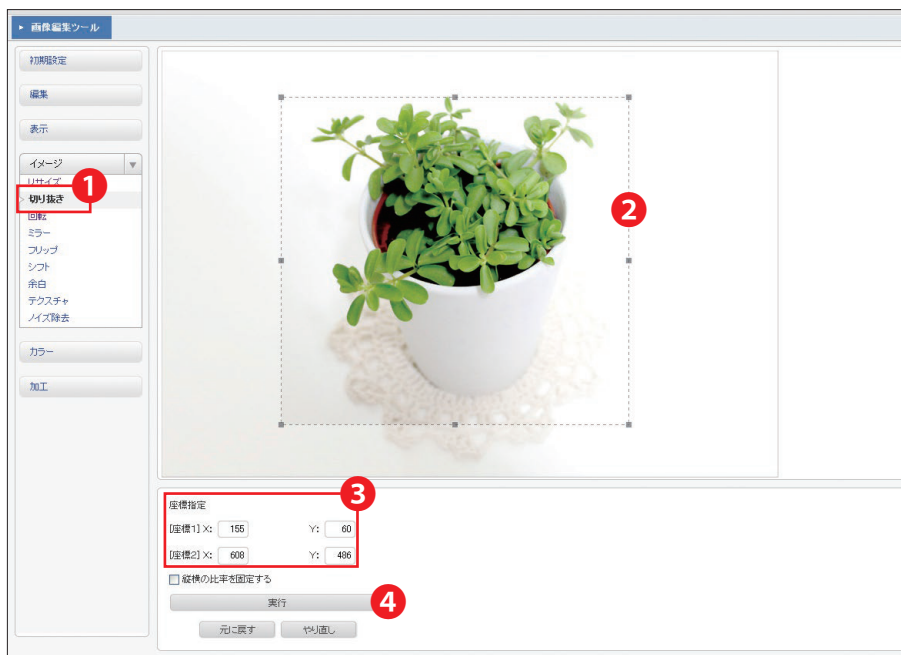 画像編集ツール
初期設定
編集
表示
イメージ
リサイズ
切り抜き
回転
ミラー
フリップ
シフト
余白
テクスチャ
ノイズ除去
カラー
加工
1
2
3
座標指定
[座標1] X: 155 Y: 60
[座標2] X: 608 Y: 486
縦横の比率を固定する
実行
4
元に戻す やり直し